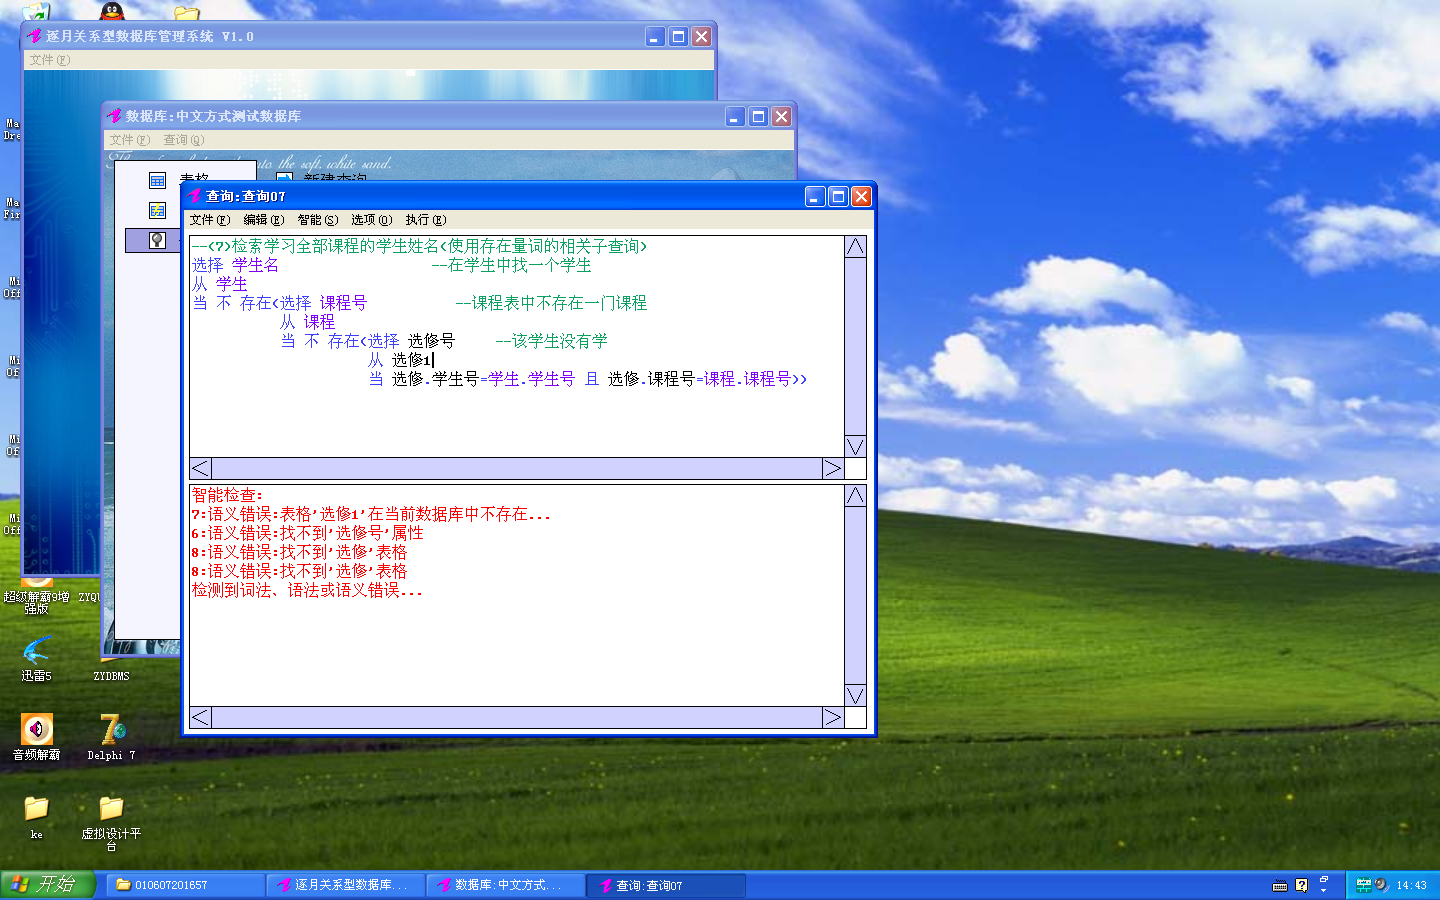 逐月关系型数据库管理系统 V1.0
文件(F)
数据库:中文方式测试数据库
文件(F) 查询(Q)
into the soft, white sand.
表格
新建查询
查询:查询07
文件(F) 编辑(E) 智能(S) 选项(O) 执行(E)
--(7)检索学习全部课程的学生姓名(使用存在量词的相关子查询)
选择 学生名 --在学生中找一个学生
从 学生
当 不 存在(选择 课程号 --课程表中不存在一门课程
从 课程
当 不 存在(选择 选修号 --该学生没有学
从 选修1
当 选修.学生号=学生.学生号 且 选修.课程号=课程.课程号))
智能检查:
7:语义错误:表格'选修1'在当前数据库中不存在...
6:语义错误:找不到'选修号'属性
8:语义错误:找不到'选修'表格
8:语义错误:找不到'选修'表格
检测到词法、语法或语义错误...
超级解霸9增
强版
迅雷5
ZYDBMS
音频解霸
Delphi 7
ke
虚拟设计平
台
开始
010607201657
逐月关系型数据库...
数据库:中文方式...
查询:查询07
14:43